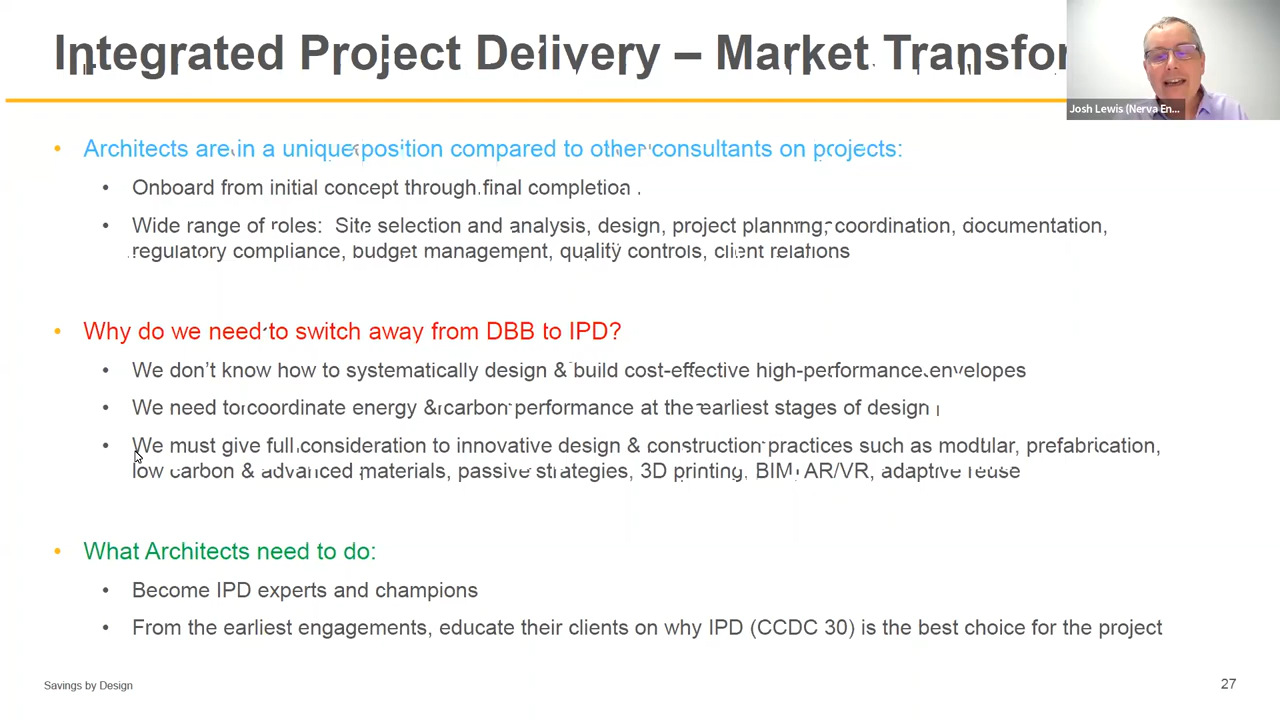 Integrated Project Delivery – Market Transfor
Josh Lewis (Nerva En...
• Architects are in a unique position compared to other consultants on projects:
• Onboard from initial concept through final completion
• Wide range of roles: Site selection and analysis, design, project planning, coordination, documentation,
regulatory compliance, budget management, quality controls, client relations
• Why do we need to switch away from DBB to IPD?
• We don't know how to systematically design & build cost-effective high-performance envelopes
• We need to coordinate energy & carbon performance at the earliest stages of design
• We must give full consideration to innovative design & construction practices such as modular, prefabrication,
low carbon & advanced materials, passive strategies, 3D printing, BIM, AR/VR, adaptive reuse
• What Architects need to do:
• Become IPD experts and champions
• From the earliest engagements, educate their clients on why IPD (CCDC 30) is the best choice for the project
Savings by Design
27